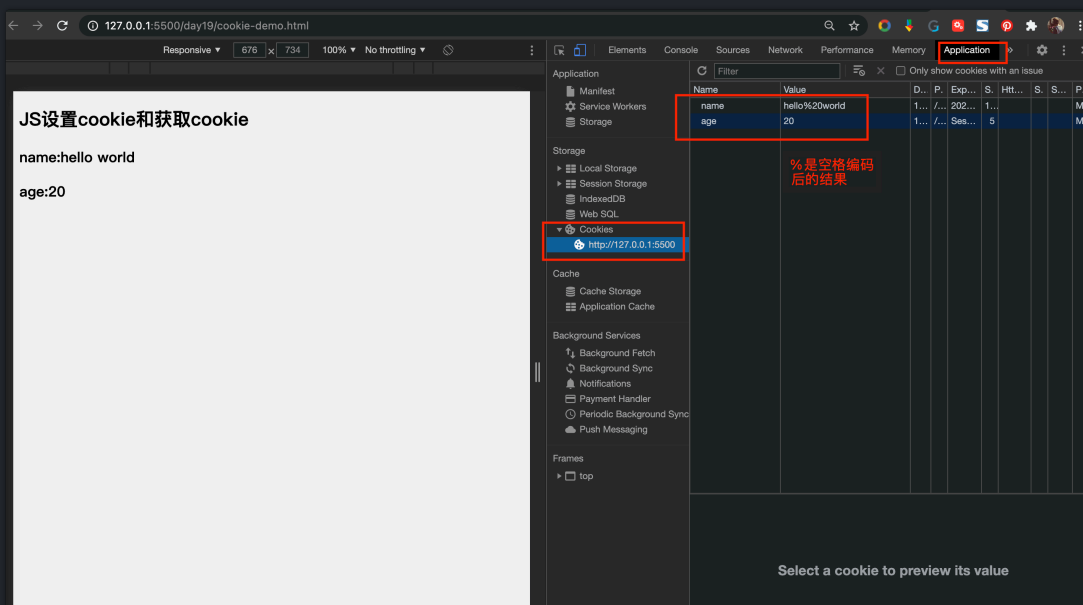 127.0.0.1:5500/day19/cookie-demo.html
Responsive ▼ 676 × 734 100% ▼ No throttling ▼
Elements Console Sources Network Performance Memory Application »
JS设置cookie和获取cookie
name:hello world
age:20
Application
Manifest
Service Workers
Storage
Storage
Local Storage
Session Storage
IndexedDB
Web SQL
Cookies
http://127.0.0.1:5500
Cache
Cache Storage
Application Cache
Background Services
Background Fetch
Background Sync
Notifications
Payment Handler
Periodic Background Sync
Push Messaging
Frames
top
Filter Only show cookies with an issue
Name Value D... P. Exp... S. Htt... S. S... P
name hello%20world 1... /... 202... 1... M
age 20 1... /... Ses... 5 M
%是空格编码
后的结果
Select a cookie to preview its value